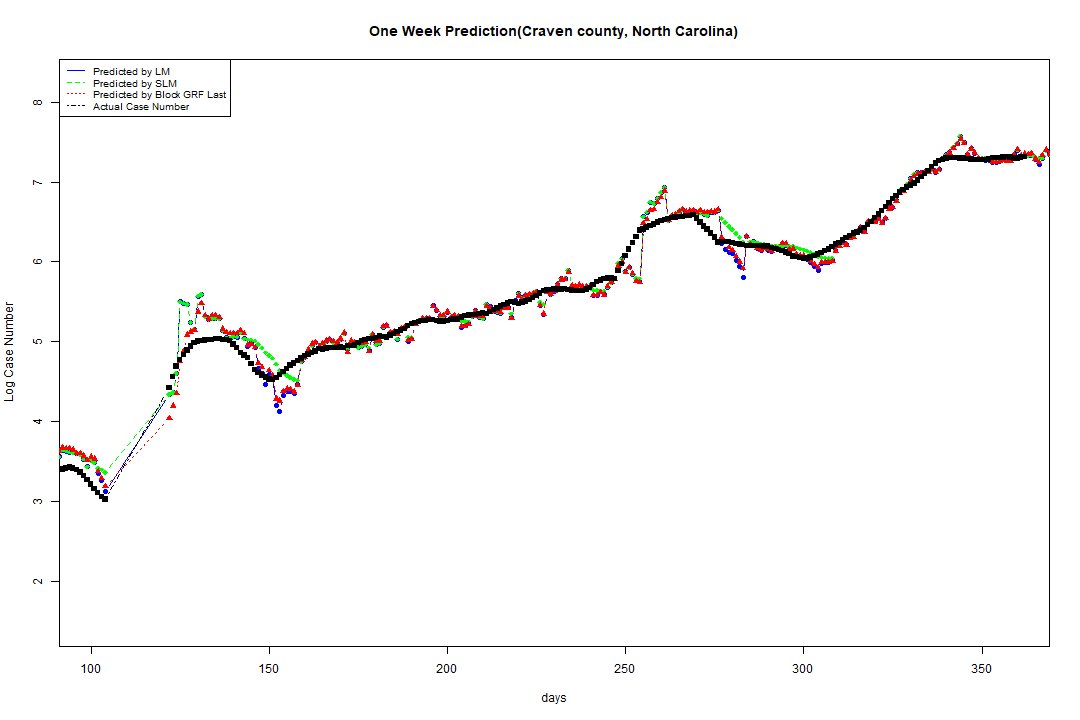 One Week Prediction(Craven county, North Carolina)
Predicted by LM
Predicted by SLM
Predicted by Block GRF Last
Actual Case Number
Log Case Number
8
7
6
5
4
3
2
100 150 200 250 300 350
days